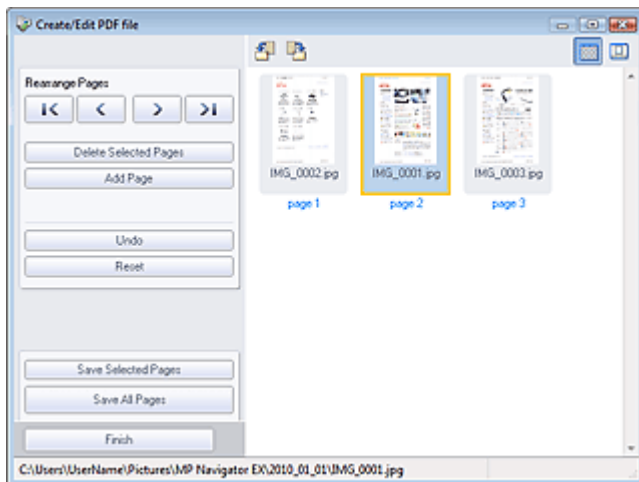 Create/Edit PDF file
Rearrange Pages
Delete Selected Pages
Add Page
Undo
Reset
Save Selected Pages
Save All Pages
Finish
IMG_0002.jpg IMG_0001.jpg IMG_0003.jpg
page 1 page 2 page 3
C:\Users\UserName\Pictures\MP Navigator EX\2010_01_01\IMG_0001.jpg